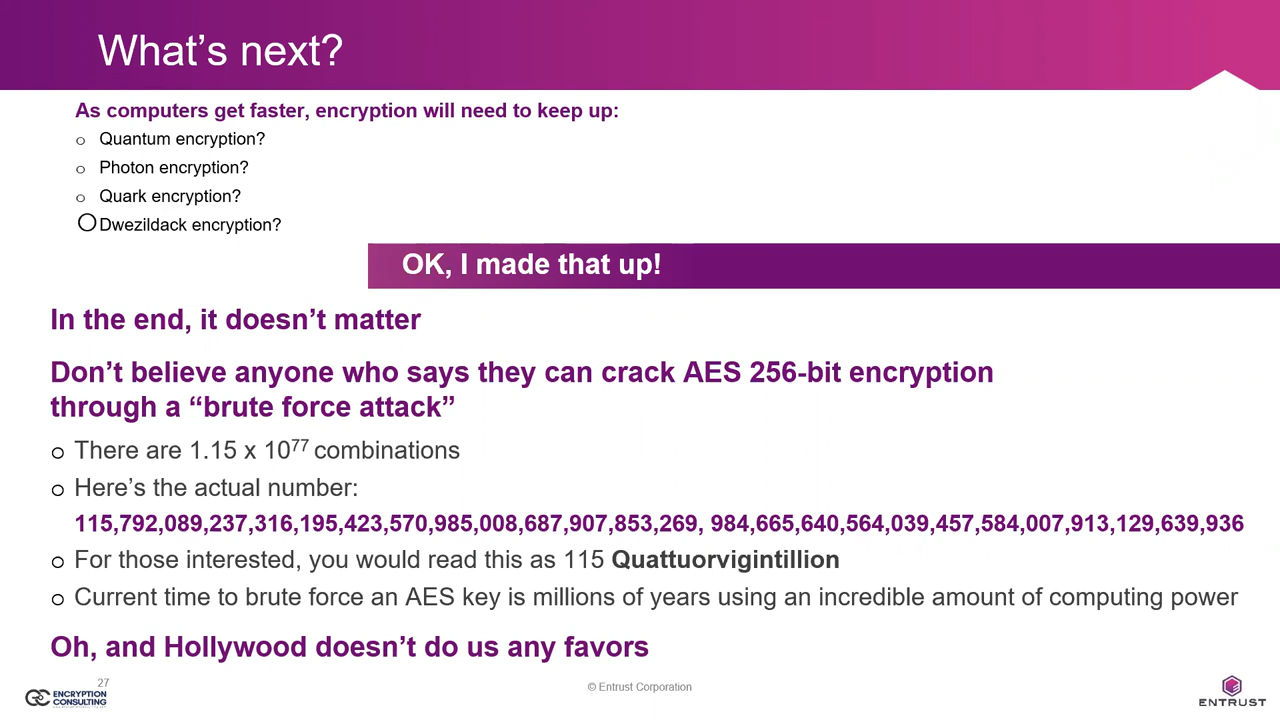 What’s next?
As computers get faster, encryption will need to keep up:
o Quantum encryption?
o Photon encryption?
o Quark encryption?
O Dwezildack encryption?
OK, I made that up!
In the end, it doesn’t matter
Don’t believe anyone who says they can crack AES 256-bit encryption
through a “brute force attack”
o There are 1.15 x 10⁷⁷ combinations
o Here’s the actual number:
115,792,089,237,316,195,423,570,985,008,687,907,853,269, 984,665,640,564,039,457,584,007,913,129,639,936
o For those interested, you would read this as 115 Quattuorvigintillion
o Current time to brute force an AES key is millions of years using an incredible amount of computing power
Oh, and Hollywood doesn’t do us any favors
27
ENCRYPTION
CONSULTING
© Entrust Corporation
ENTRUST